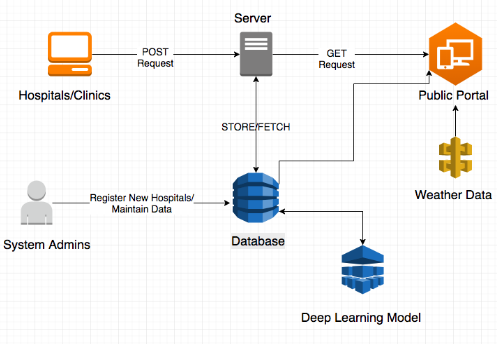 Server
POST
Request
GET
Request
Hospitals/Clinics
Public Portal
STORE/FETCH
Weather Data
Register New Hospitals/
Maintain Data
System Admins
Database
Deep Learning Model